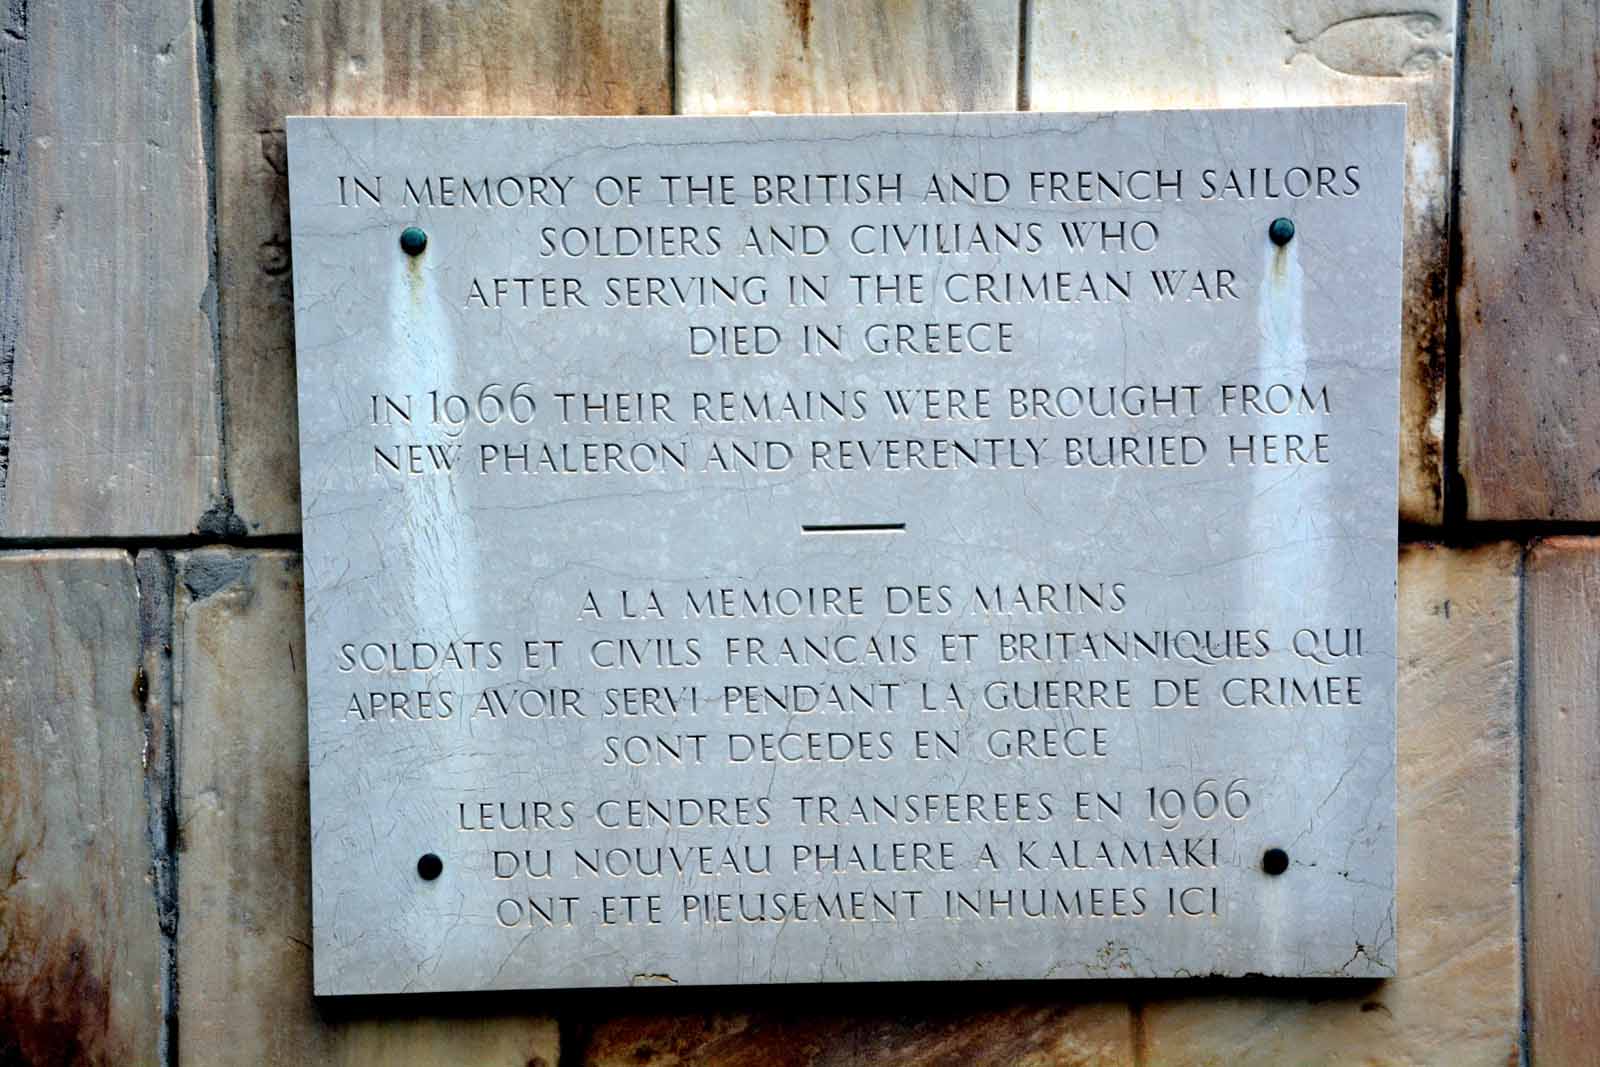 IN MEMORY OF THE BRITISH AND FRENCH SAILORS
SOLDIERS AND CIVILIANS WHO
AFTER SERVING IN THE CRIMEAN WAR
DIED IN GREECE
IN 1966 THEIR REMAINS WERE BROUGHT FROM
NEW PHALERON AND REVERENTLY BURIED HERE
A LA MEMOIRE DES MARINS
SOLDATS ET CIVILS FRANCAIS ET BRITANNIQUES QUI
APRES AVOIR SERVI PENDANT LA GUERRE DE CRIMEE
SONT DECEDES EN GRECE
LEURS CENDRES TRANSFEREES EN 1966
DU NOUVEAU PHALERE A KALAMAKI
ONT ETE PIEUSEMENT INHUMEES ICI